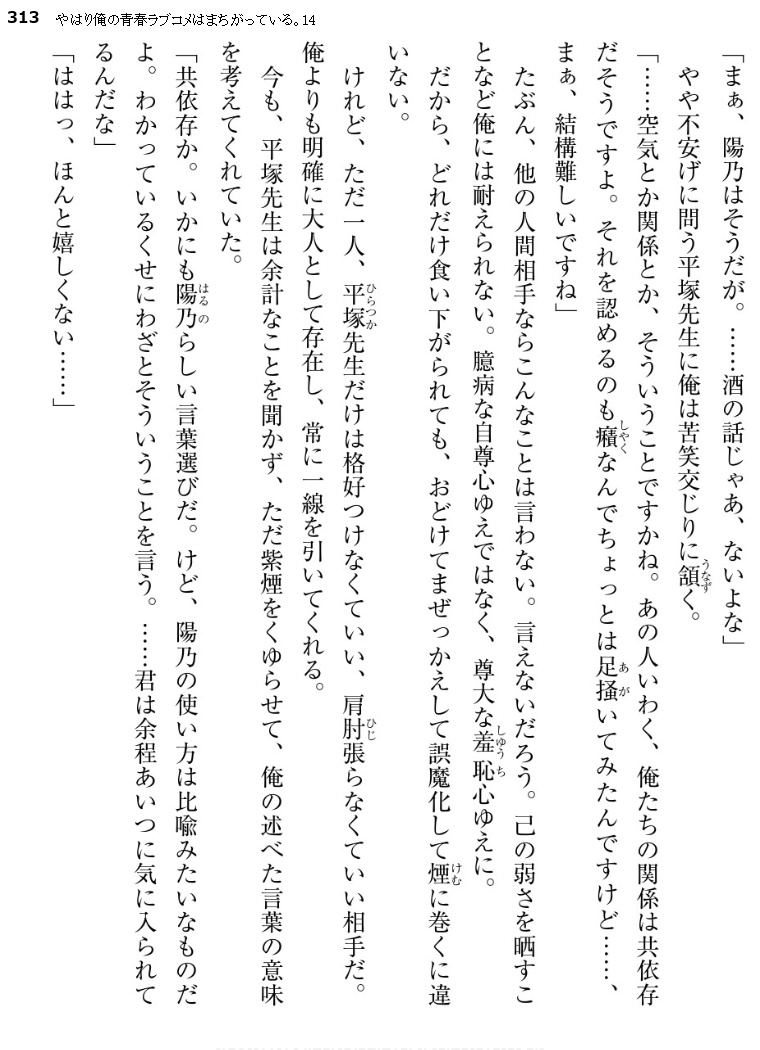 313 やはり俺の青春ラブコメはまちがっている。14
「まぁ、陽乃はそうだが。……酒の話じゃあ、ないよな」
やや不安げに問う平塚先生に俺は苦笑交じりに頷く。
「……空気とか関係とか、そういうことですかね。あの人いわく、俺たちの関係は共依存
だそうですよ。それを認めるのも癪なんでちょっとは足掻いてみたんですけど……、
まぁ、結構難しいですね」
たぶん、他の人間相手ならこんなことは言わない。言えないだろう。己の弱さを晒すこ
となど俺には耐えられない。臆病な自尊心ゆえではなく、尊大な羞恥心ゆえに。
だから、どれだけ食い下がられても、おどけてまぜっかえして誤魔化して煙に巻くに違
いない。
けれど、ただ一人、平塚先生だけは格好つけなくていい、肩肘張らなくていい相手だ。
俺よりも明確に大人として存在し、常に一線を引いてくれる。
今も、平塚先生は余計なことを聞かず、ただ紫煙をくゆらせて、俺の述べた言葉の意味
を考えてくれていた。
「共依存か。いかにも陽乃らしい言葉選びだ。けど、陽乃の使い方は比喩みたいなものだ
よ。わかっているくせにわざとそういうことを言う。……君は余程あいつに気に入られて
るんだな」
「ははっ、ほんと嬉しくない……」